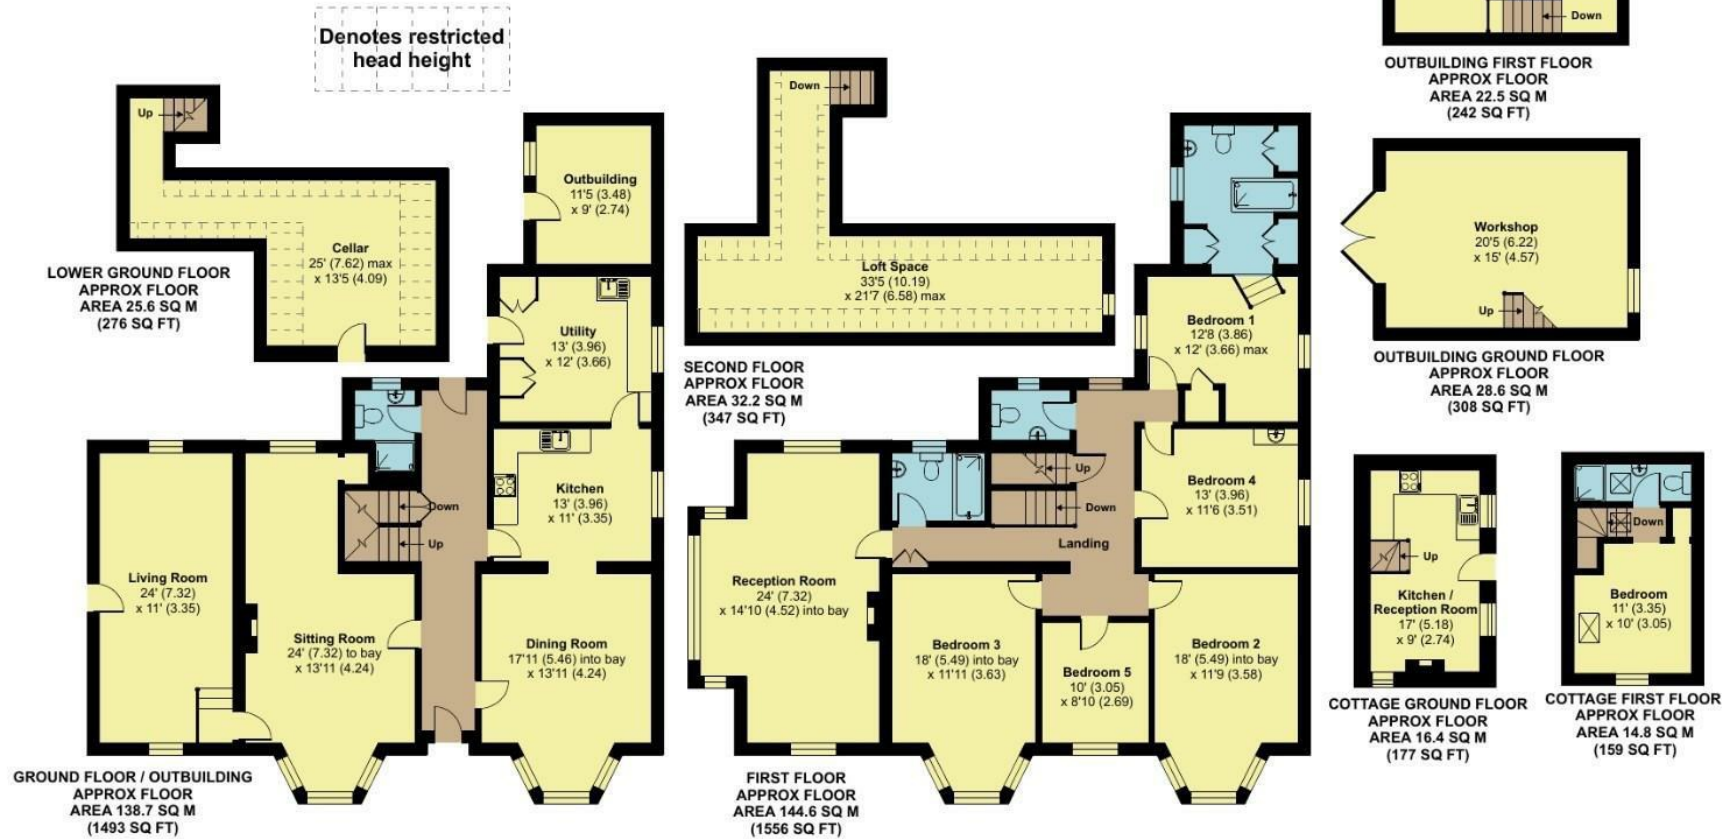 Denotes restricted
head height
Up
Cellar
25' (7.62) max
x 13'5 (4.09)
LOWER GROUND FLOOR
APPROX FLOOR
AREA 25.6 SQ M
(276 SQ FT)
Outbuilding
11'5 (3.48)
x 9' (2.74)
Utility
13' (3.96)
x 12' (3.66)
Kitchen
13' (3.96)
x 11' (3.35)
Down
Up
Living Room
24' (7.32)
x 11' (3.35)
Sitting Room
24' (7.32) to bay
x 13'11 (4.24)
Dining Room
17'11 (5.46) into bay
x 13'11 (4.24)
GROUND FLOOR / OUTBUILDING
APPROX FLOOR
AREA 138.7 SQ M
(1493 SQ FT)
Down
Loft Space
33'5 (10.19)
x 21'7 (6.58) max
SECOND FLOOR
APPROX FLOOR
AREA 32.2 SQ M
(347 SQ FT)
Bedroom 1
12'8 (3.86)
x 12' (3.66) max
Up
Bedroom 4
13' (3.96)
x 11'6 (3.51)
Down
Landing
Reception Room
24' (7.32)
x 14'10 (4.52) into bay
Bedroom 3
18' (5.49) into bay
x 11'11 (3.63)
Bedroom 5
10' (3.05)
x 8'10 (2.69)
Bedroom 2
18' (5.49) into bay
x 11'9 (3.58)
FIRST FLOOR
APPROX FLOOR
AREA 144.6 SQ M
(1556 SQ FT)
Down
OUTBUILDING FIRST FLOOR
APPROX FLOOR
AREA 22.5 SQ M
(242 SQ FT)
Workshop
20'5 (6.22)
x 15' (4.57)
Up
OUTBUILDING GROUND FLOOR
APPROX FLOOR
AREA 28.6 SQ M
(308 SQ FT)
Up
Kitchen /
Reception Room
17' (5.18)
x 9' (2.74)
COTTAGE GROUND FLOOR
APPROX FLOOR
AREA 16.4 SQ M
(177 SQ FT)
Down
Bedroom
11' (3.35)
x 10' (3.05)
COTTAGE FIRST FLOOR
APPROX FLOOR
AREA 14.8 SQ M
(159 SQ FT)